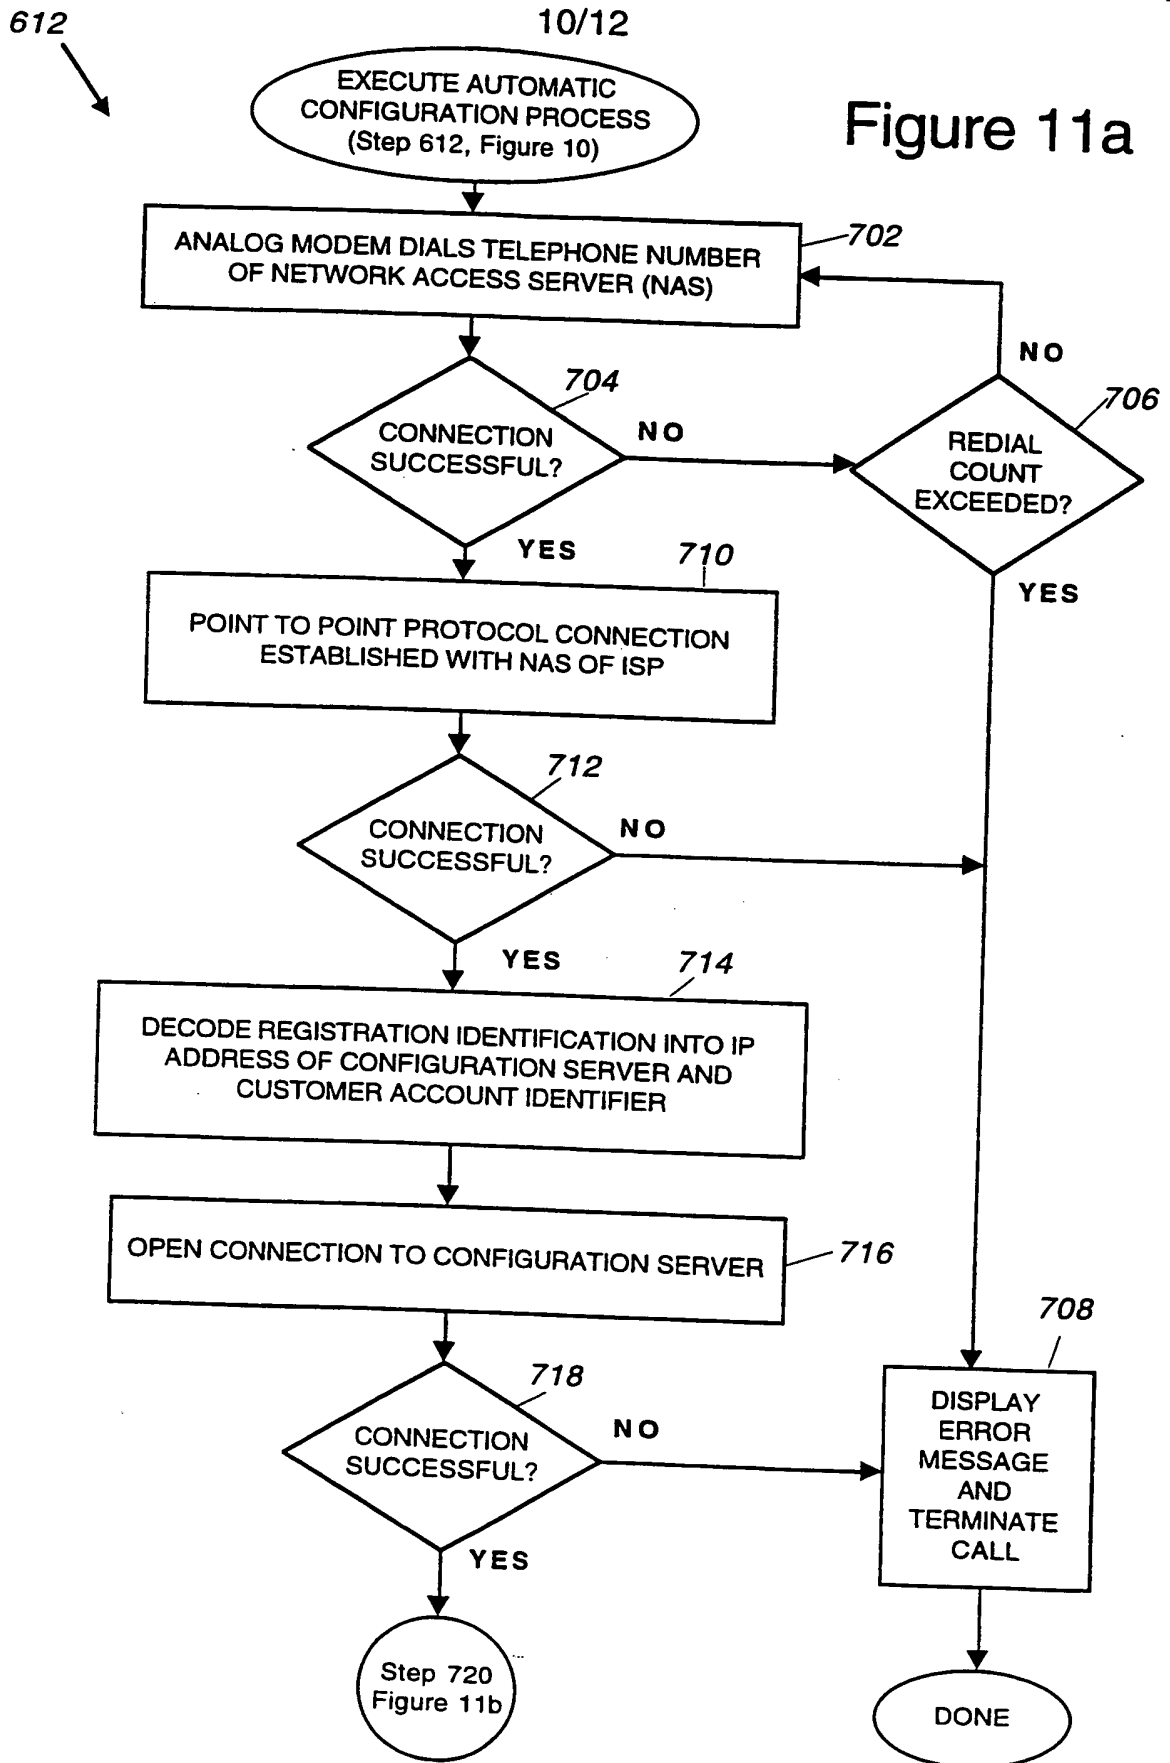 612
10/12
EXECUTE AUTOMATIC
CONFIGURATION PROCESS
(Step 612, Figure 10)
Figure 11a
ANALOG MODEM DIALS TELEPHONE NUMBER
OF NETWORK ACCESS SERVER (NAS)
702
NO
704
706
CONNECTION
SUCCESSFUL?
NO
REDIAL
COUNT
EXCEEDED?
YES
710
YES
POINT TO POINT PROTOCOL CONNECTION
ESTABLISHED WITH NAS OF ISP
712
CONNECTION
SUCCESSFUL?
NO
YES
714
DECODE REGISTRATION IDENTIFICATION INTO IP
ADDRESS OF CONFIGURATION SERVER AND
CUSTOMER ACCOUNT IDENTIFIER
OPEN CONNECTION TO CONFIGURATION SERVER
716
708
718
CONNECTION
SUCCESSFUL?
NO
DISPLAY
ERROR
MESSAGE
AND
TERMINATE
CALL
YES
Step 720
Figure 11b
DONE